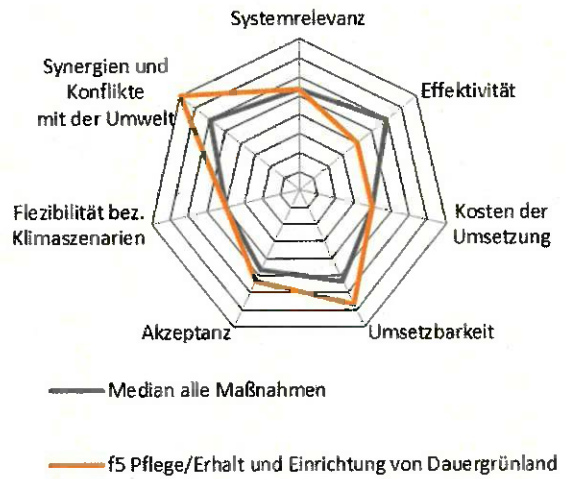 Systemrelevanz
Synergien und
Konflikte
mit der Umwelt
Effektivität
Flezibilität bez.
Klimaszenarien
Kosten der
Umsetzung
Akzeptanz
Umsetzbarkeit
Median alle Maßnahmen
f5 Pflege/Erhalt und Einrichtung von Dauergrünland